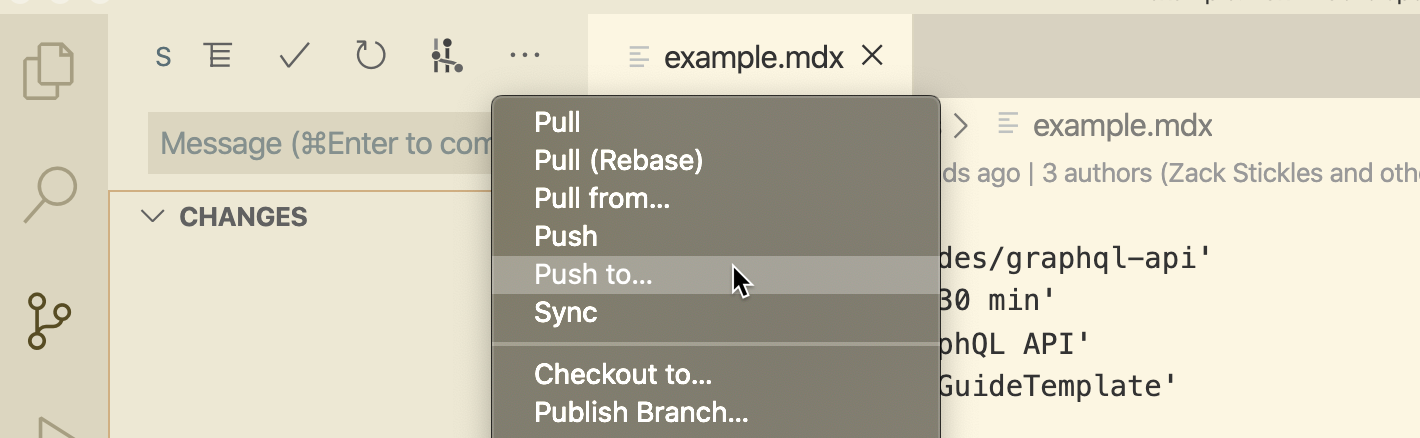 S
example.mdx
Message (⌘Enter to com
CHANGES
Pull
Pull (Rebase)
Pull from...
Push
Push to...
Sync
Checkout to...
Publish Branch...
example.mdx
ds ago | 3 authors (Zack Stickles and oth
des/graphql-api'
30 min'
phQL API'
GuideTemplate'